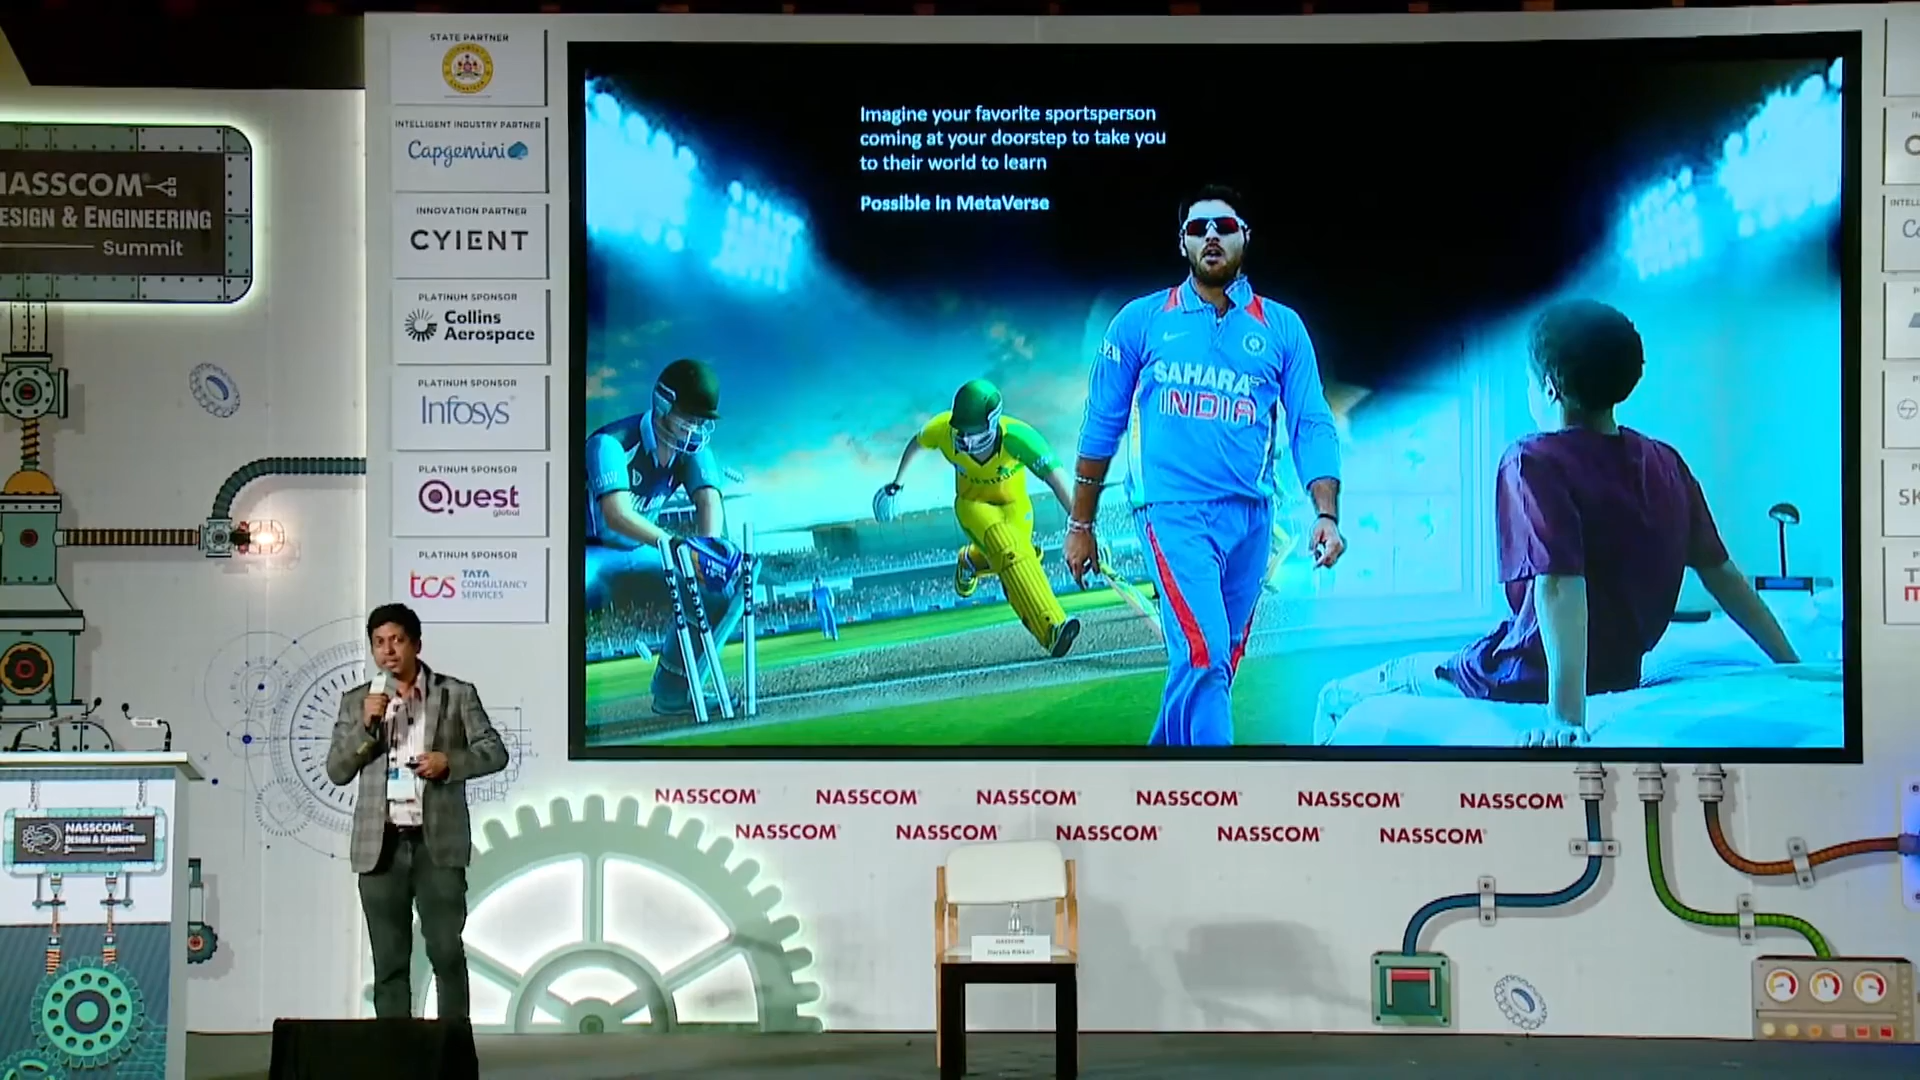 STATE PARTNER
INTELLIGENT INDUSTRY PARTNER
Capgemini
INNOVATION PARTNER
CYIENT
PLATINUM SPONSOR
Collins
Aerospace
PLATINUM SPONSOR
Infosys
PLATINUM SPONSOR
Quest
global
PLATINUM SPONSOR
tcs TATA
CONSULTANCY
SERVICES
NASSCOM
ESIGN & ENGINEERING
Summit
Imagine your favorite sportsperson
coming at your doorstep to take you
to their world to learn
Possible in MetaVerse
SAHARA
INDIA
NASSCOM NASSCOM NASSCOM NASSCOM NASSCOM NASSCOM
NASSCOM NASSCOM NASSCOM NASSCOM NASSCOM
NASSCOM
DESIGN & ENGINEERING
Summit
NASSCOM
Harsha Bikkari